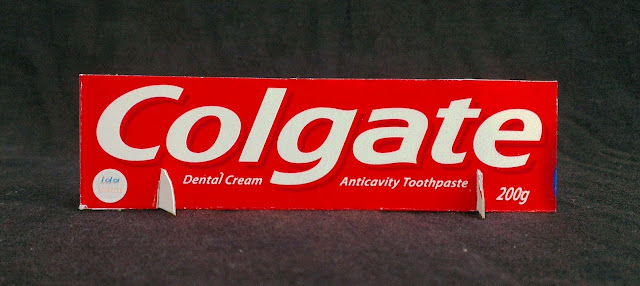 Colgate
Dental Cream Anticavity Toothpaste 200g